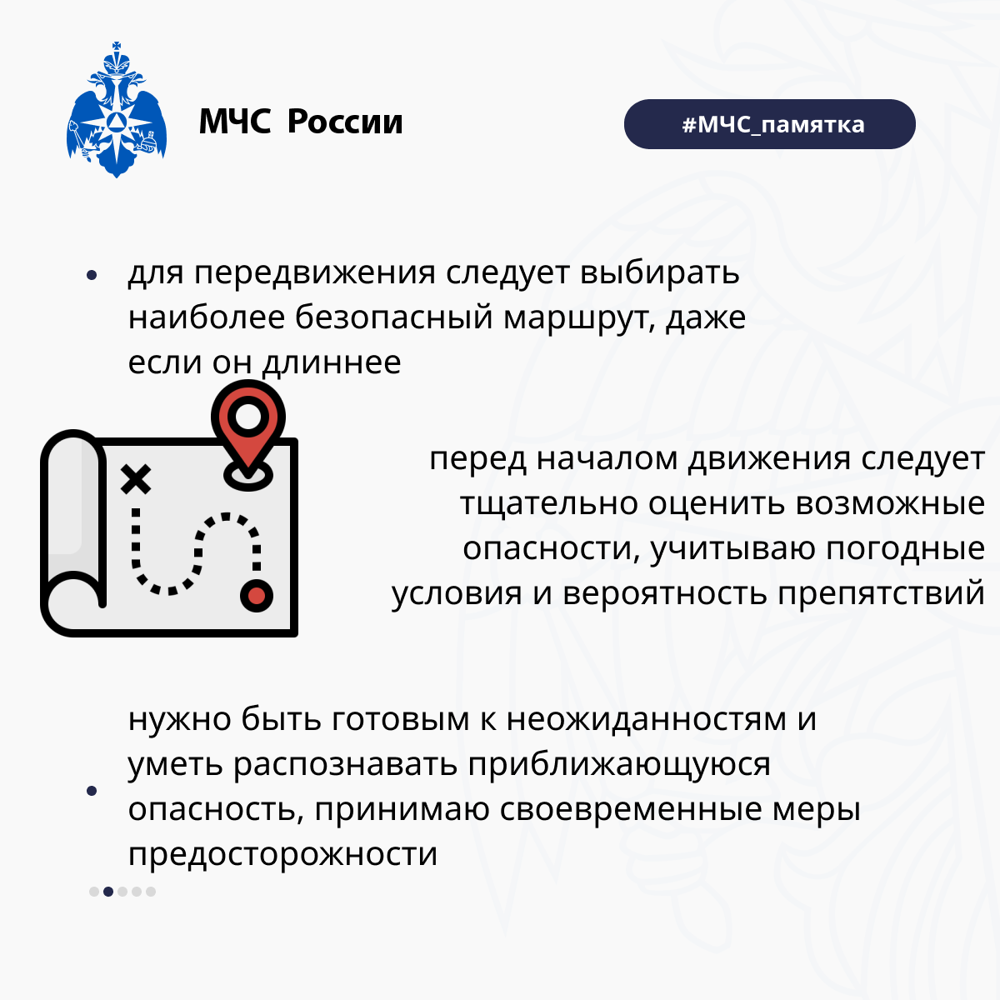 МЧС России
#МЧС_памятка
для передвижения следует выбирать
наиболее безопасный маршрут, даже
если он длиннее
перед началом движения следует
тщательно оценить возможные
опасности, учитываю погодные
условия и вероятность препятствий
нужно быть готовым к неожиданностям и
уметь распознавать приближающуюся
опасность, принимаю своевременные меры
предосторожности